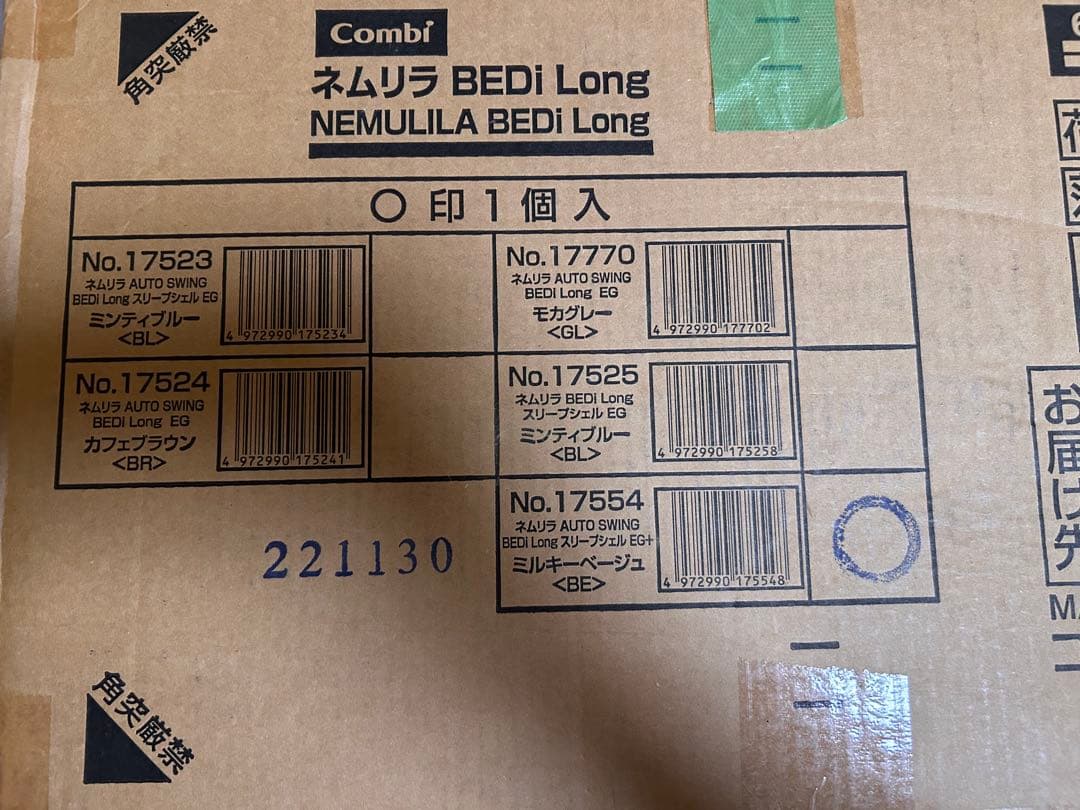 角突厳禁
Combi
ネムリラ BEDi Long
NEMULILA BEDi Long
〇 印 1 個 入
No.17523
ネムリラ AUTO SWING
BEDi Long スリープシェル EG
ミンティブルー
<BL>
4 972990 175234
No.17770
ネムリラ AUTO SWING
BEDi Long EG
モカグレー
<GL>
4 972990 177702
No.17524
ネムリラ AUTO SWING
BEDi Long EG
カフェブラウン
<BR>
4 972990 175241
No.17525
ネムリラ BEDi Long
スリープシェル EG
ミンティブルー
<BL>
4 972990 175258
No.17554
ネムリラ AUTO SWING
BEDi Long スリープシェル EG+
ミルキーベージュ
<BE>
4 972990 175548
221130
角突厳禁
お届け先